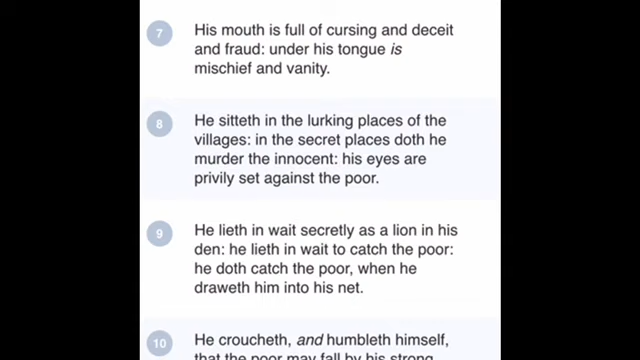 7
His mouth is full of cursing and deceit
and fraud: under his tongue is
mischief and vanity.
8
He sitteth in the lurking places of the
villages: in the secret places doth he
murder the innocent: his eyes are
privily set against the poor.
9
He lieth in wait secretly as a lion in his
den: he lieth in wait to catch the poor:
he doth catch the poor, when he
draweth him into his net.
10
He croucheth, and humbleth himself,
that the poor may fall by his strong